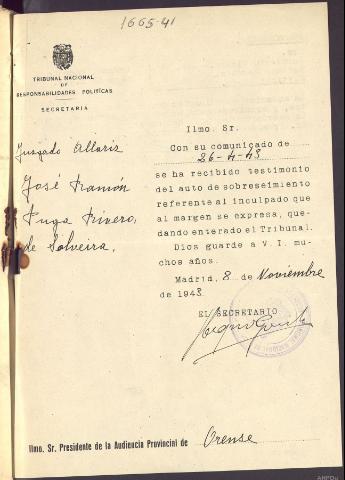 1665-41
TRIBUNAL NACIONAL
DE
RESPONSABILIDADES POLITICAS
SECRETARIA
Juzgado Allariz
José Ramón
Puga Rivero,
de Solveira.
Ilmo. Sr.
Con su comunicado de
26-4-43
se ha recibido testimonio
del auto de sobreseimiento
referente al inculpado que
al margen se expresa, que-
dando enterado el Tribunal.
Dios guarde a V.I. mu-
chos años.
Madrid, 8 de Noviembre
de 1943.
EL SECRETARIO
Ilmo. Sr. Presidente de la Audiencia Provincial de Orense